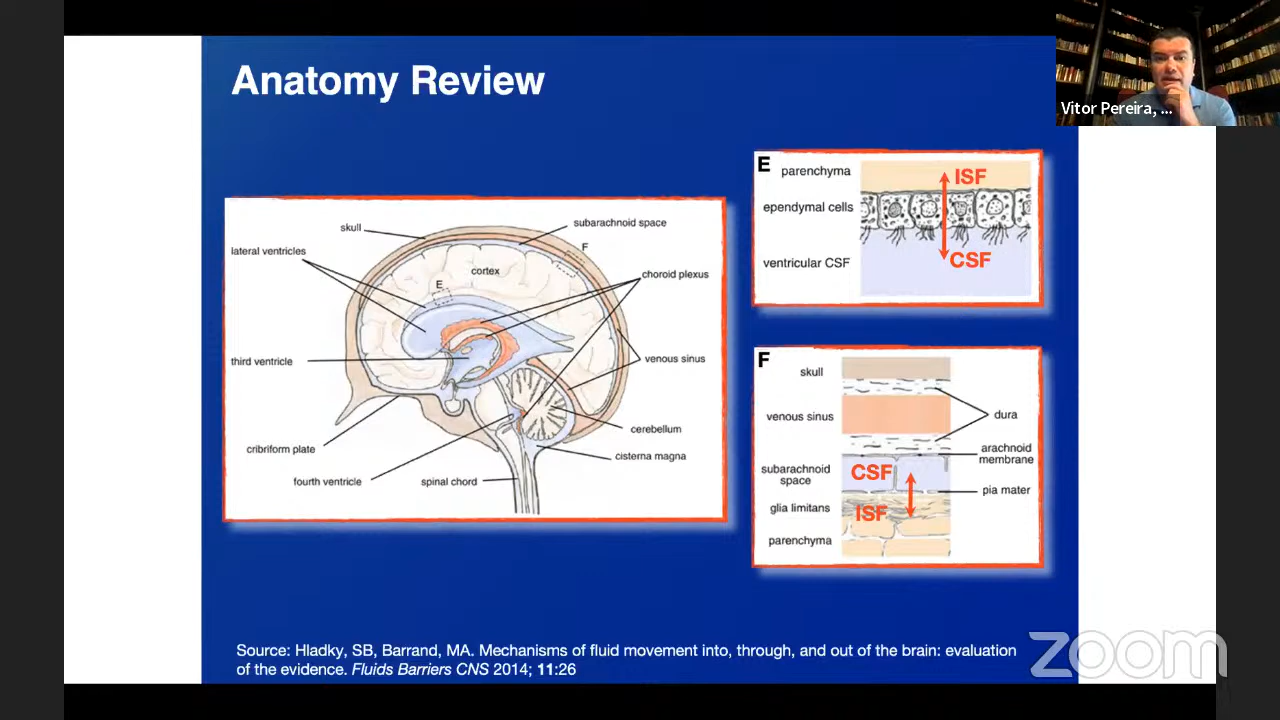 Anatomy Review
Vitor Pereira, ...
skull
subarachnoid space
lateral ventricles
F
cortex
choroid plexus
E
third ventricle
venous sinus
cribriform plate
cerebellum
cisterna magna
fourth ventricle
spinal chord
E
parenchyma
ISF
ependymal cells
ventricular CSF
CSF
F
skull
venous sinus
dura
arachnoid
membrane
subarachnoid
space
CSF
pia mater
glia limitans
ISF
parenchyma
Source: Hladky, SB, Barrand, MA. Mechanisms of fluid movement into, through, and out of the brain: evaluation
of the evidence. Fluids Barriers CNS 2014; 11:26
zoom